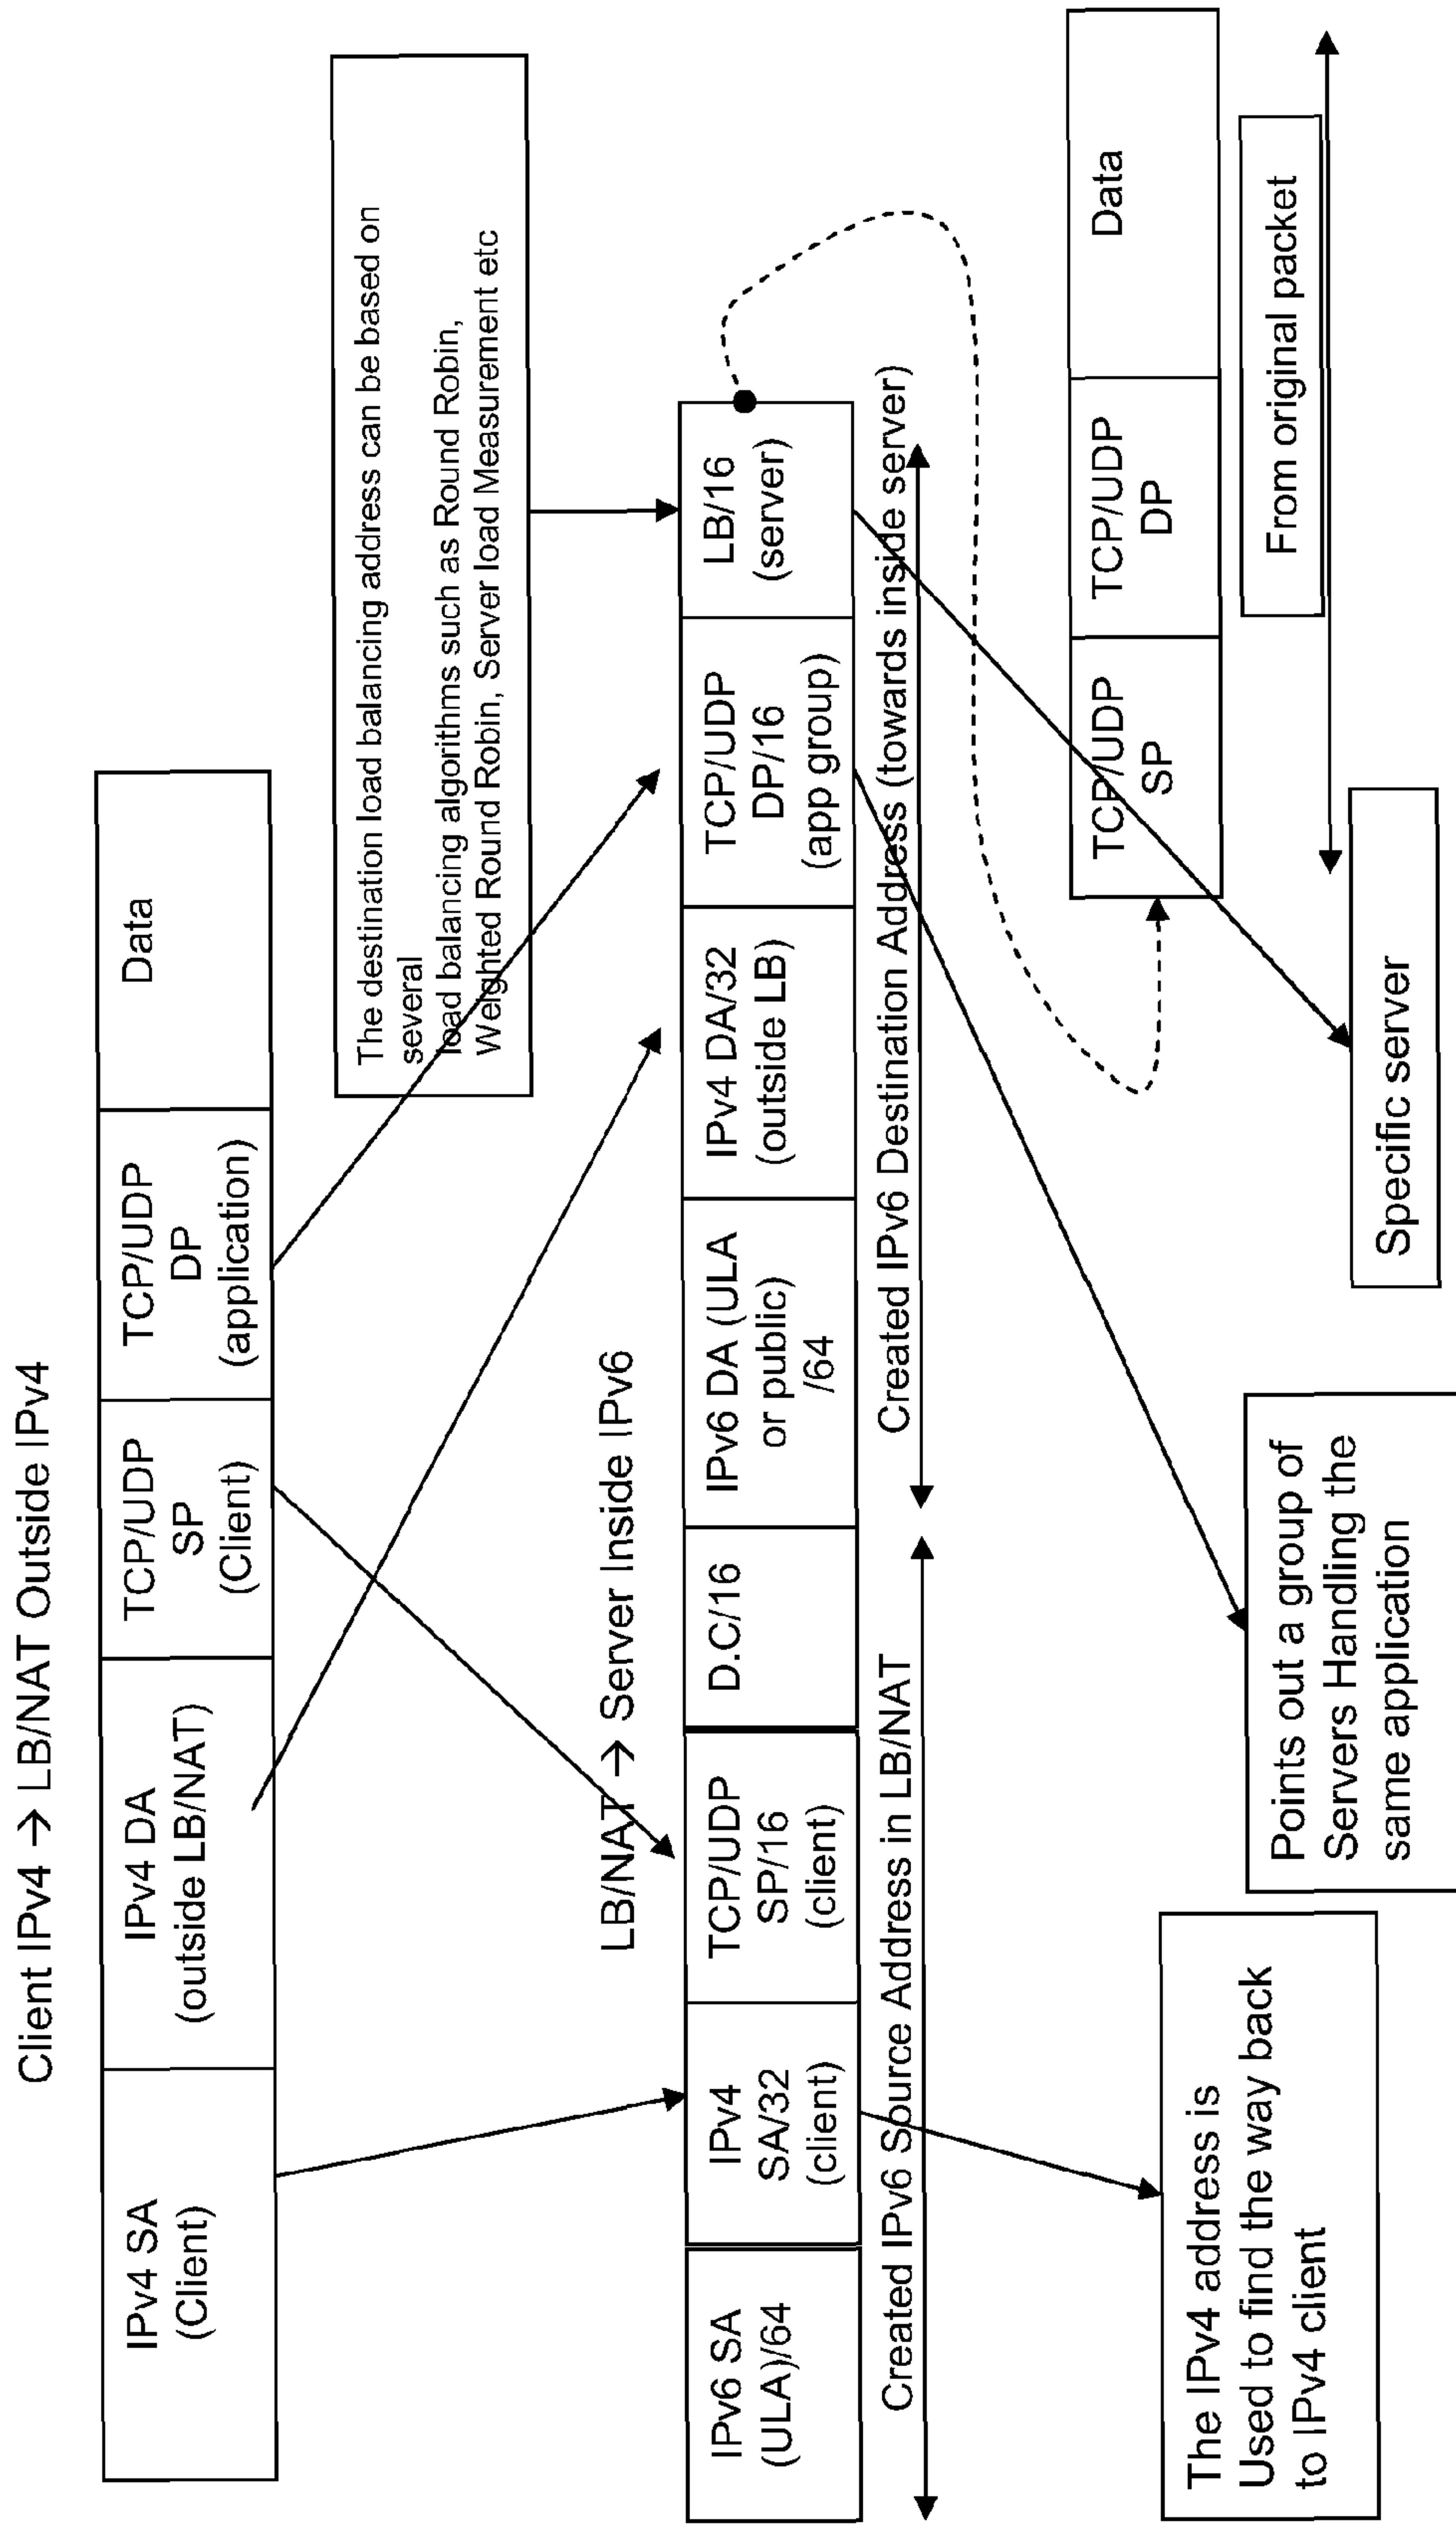 Client IPv4 → LB/NAT Outside IPv4
IPv4 SA
(Client)
IPv4 DA
(outside LB/NAT)
TCP/UDP
SP
(Client)
TCP/UDP
DP
(application)
Data
The destination load balancing address can be based on
several
load balancing algorithms such as Round Robin,
Weighted Round Robin, Server load Measurement etc
LB/NAT → Server Inside IPv6
IPv6 SA
(ULA)/64
IPv4
SA/32
(client)
TCP/UDP
SP/16
(client)
D.C/16
IPv6 DA (ULA
or public)
/64
IPv4 DA/32
(outside LB)
TCP/UDP
DP/16
(app group)
LB/16
(server)
Created IPv6 Source Address in LB/NAT
Created IPv6 Destination Address (towards inside server)
TCP/UDP
SP
TCP/UDP
DP
Data
From original packet
The IPv4 address is
Used to find the way back
to IPv4 client
Points out a group of
Servers Handling the
same application
Specific server